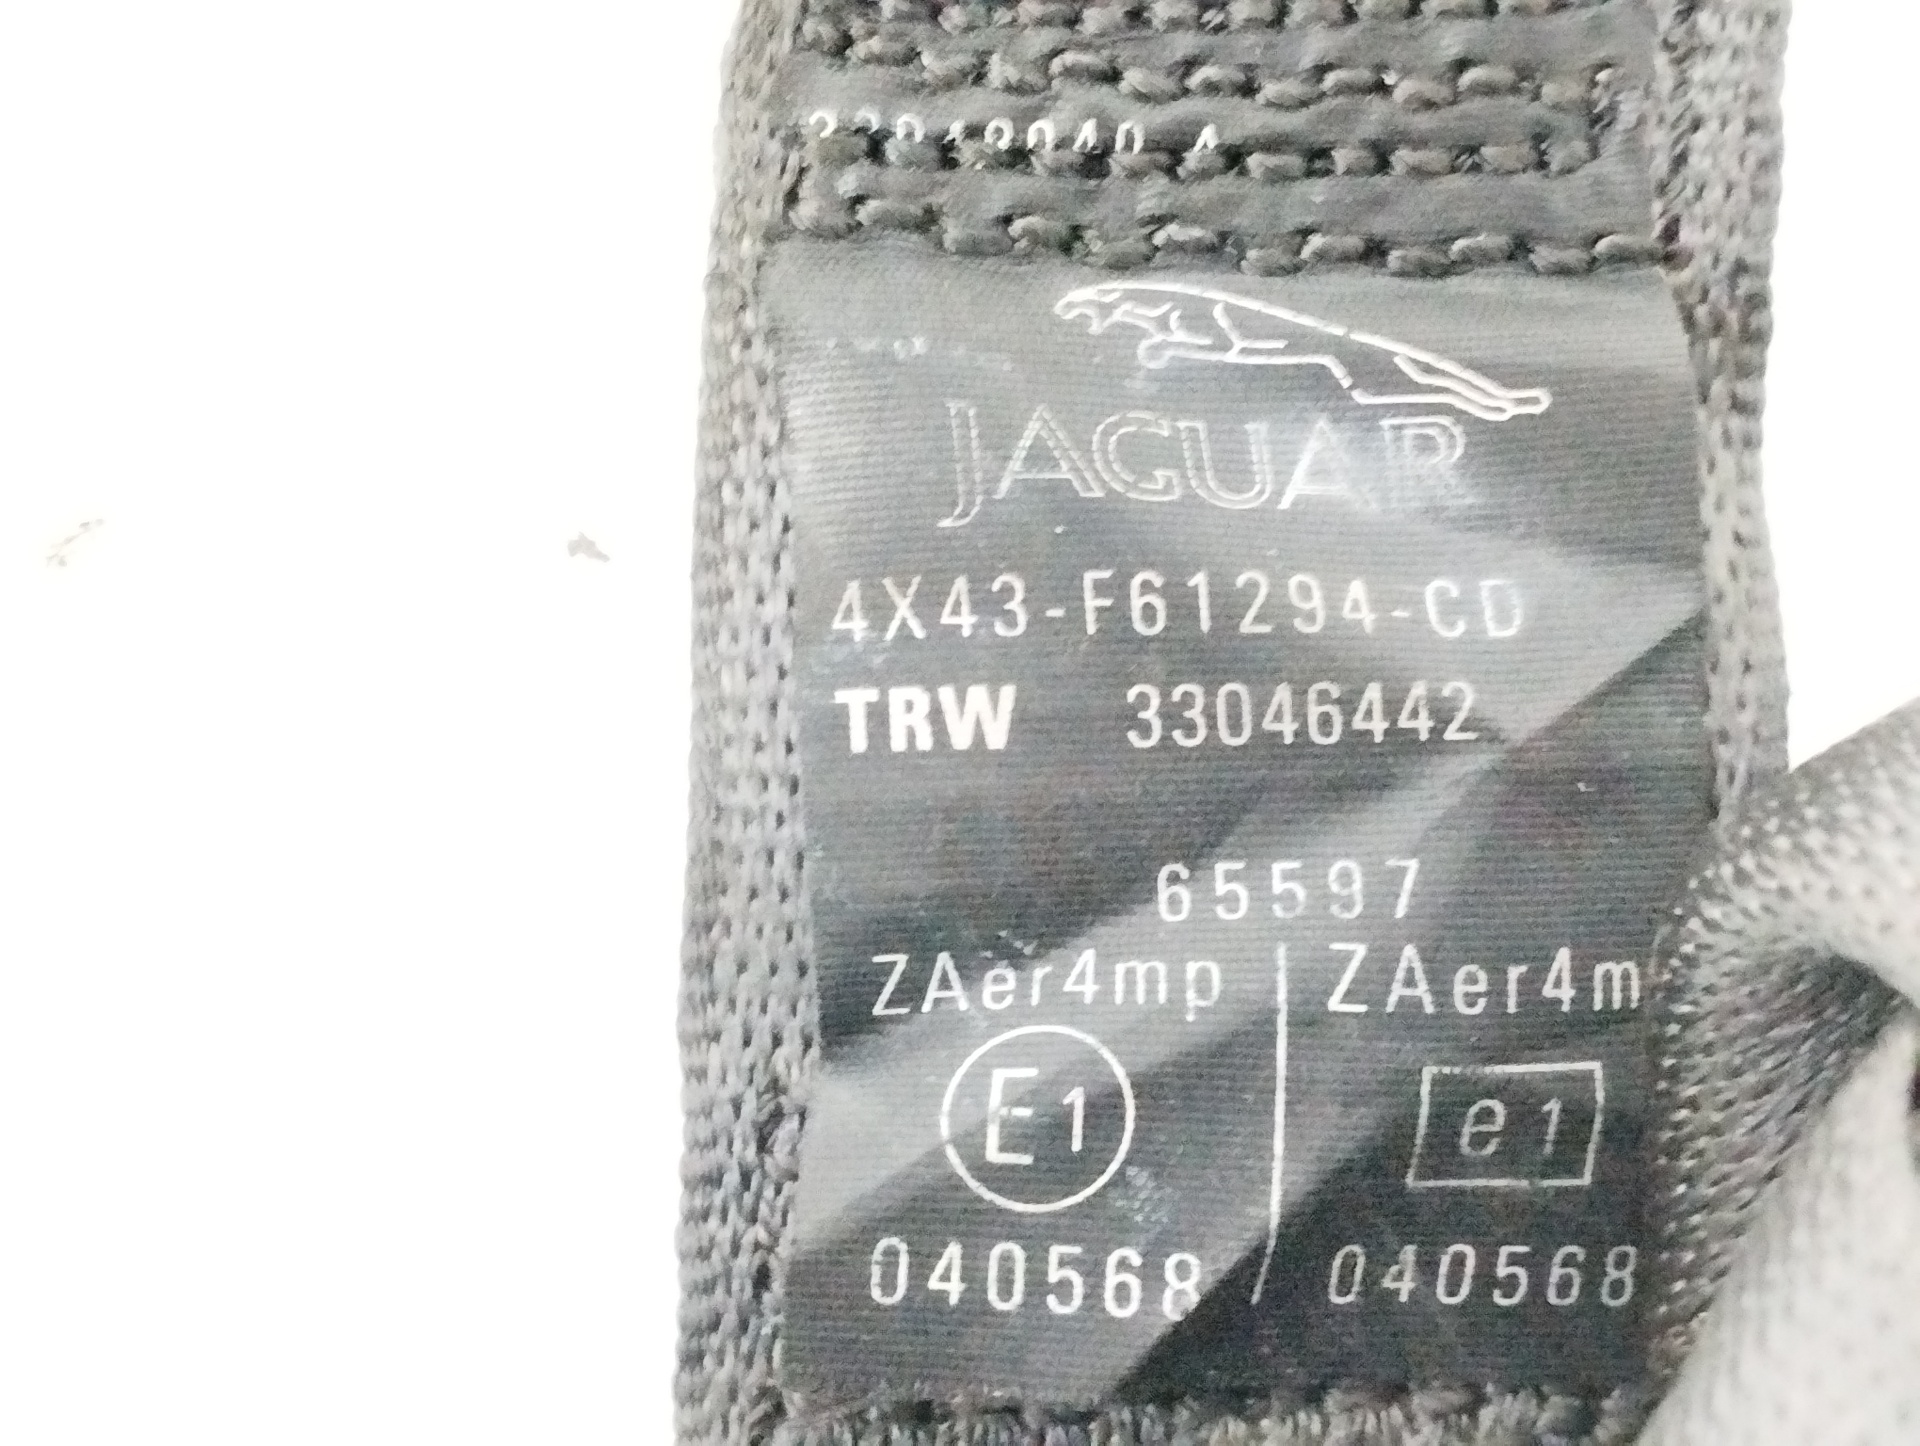 JAGUAR
4X43-F61294-CD
TRW 33046442
65597
ZAer4mp ZAer4m
E1 e1
040568 040568